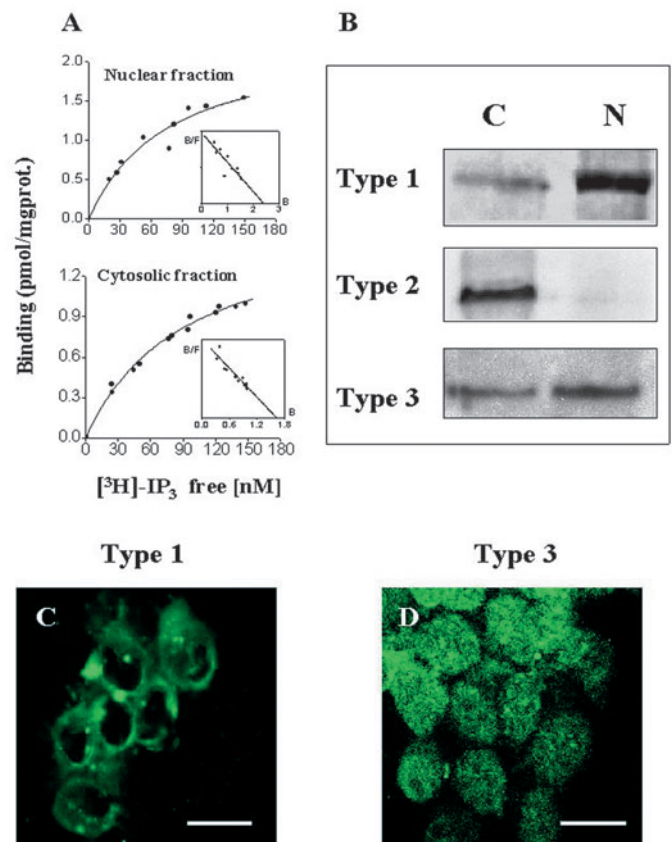 A
Nuclear fraction
2.0
1.5
1.0
0.5
0.0
0 30 60 90 120 150 180
B/F
B
0 1 2 3
Cytosolic fraction
1.2
0.9
0.6
0.3
0.0
0 30 60 90 120 150 180
B/F
B
0.0 0.6 1.2 1.8
Binding (pmol/mgprot.)
[³H]-IP₃ free [nM]
B
C N
Type 1
Type 2
Type 3
Type 1
C
Type 3
D